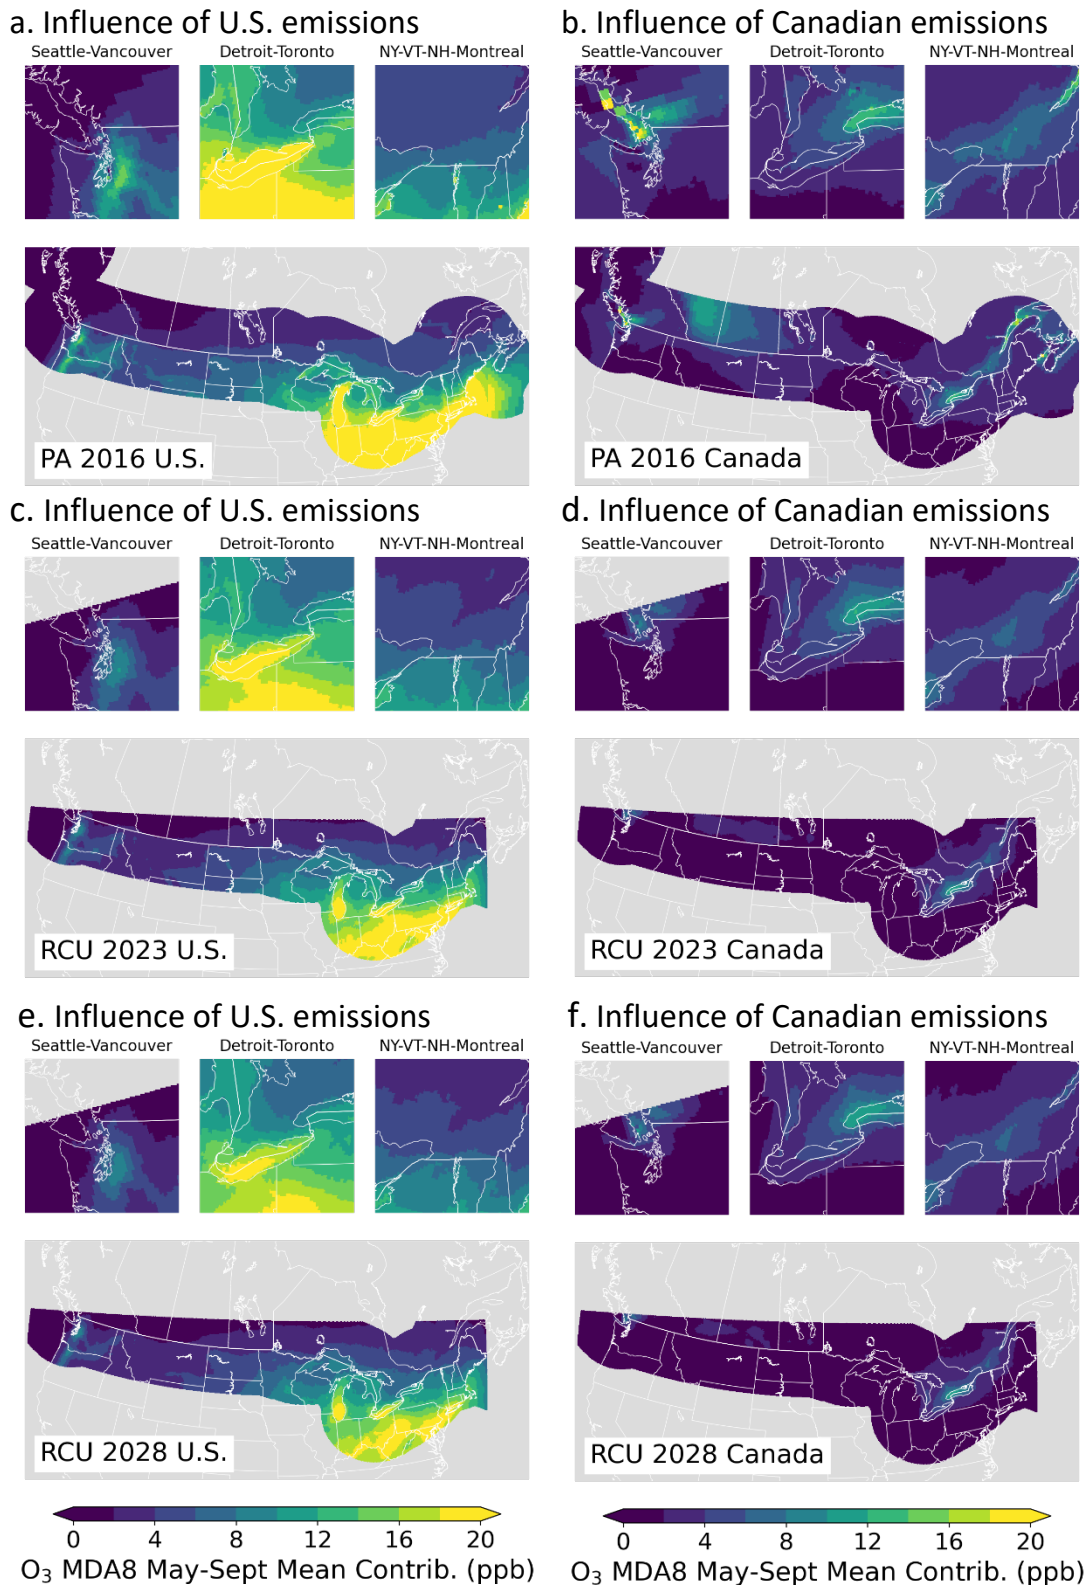 a. Influence of U.S. emissions
b. Influence of Canadian emissions
Seattle-Vancouver
Detroit-Toronto
NY-VT-NH-Montreal
Seattle-Vancouver
Detroit-Toronto
NY-VT-NH-Montreal
PA 2016 U.S.
PA 2016 Canada
c. Influence of U.S. emissions
d. Influence of Canadian emissions
Seattle-Vancouver
Detroit-Toronto
NY-VT-NH-Montreal
Seattle-Vancouver
Detroit-Toronto
NY-VT-NH-Montreal
RCU 2023 U.S.
RCU 2023 Canada
e. Influence of U.S. emissions
f. Influence of Canadian emissions
Seattle-Vancouver
Detroit-Toronto
NY-VT-NH-Montreal
Seattle-Vancouver
Detroit-Toronto
NY-VT-NH-Montreal
RCU 2028 U.S.
RCU 2028 Canada
0 4 8 12 16 20
O₃ MDA8 May-Sept Mean Contrib. (ppb)
0 4 8 12 16 20
O₃ MDA8 May-Sept Mean Contrib. (ppb)